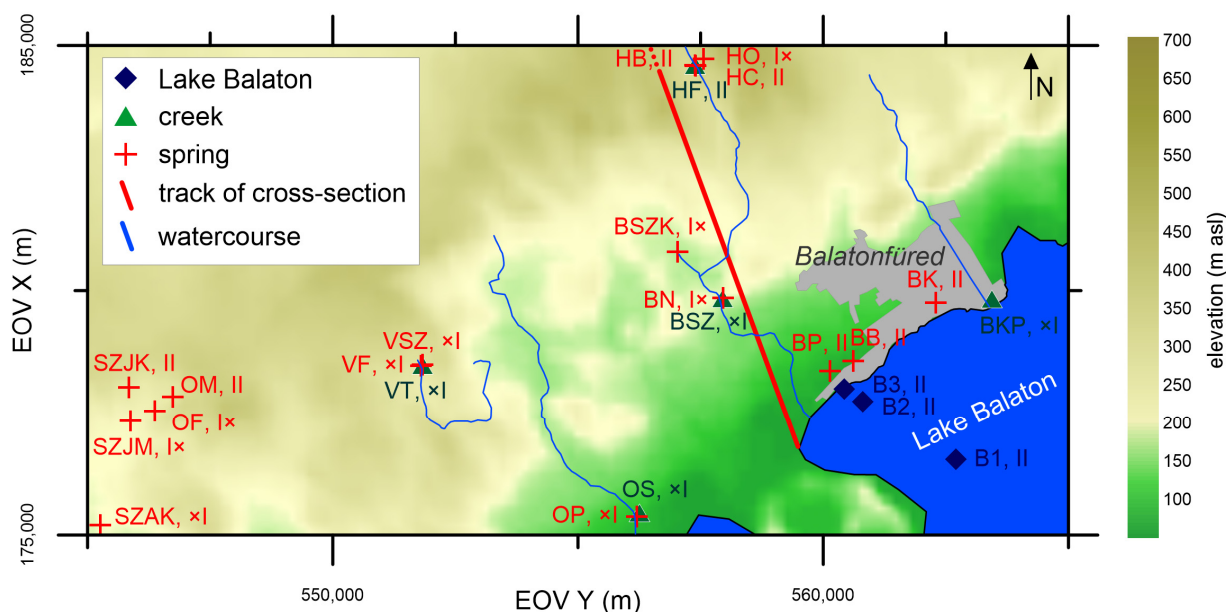 185,000
HB, II
HO, I×
HC, II
HF, II
N
Lake Balaton
creek
spring
track of cross-section
watercourse
BSZK, I×
Balatonfüred
BK, II
BN, I×
BSZ, ×I
BKP, ×I
VSZ, ×I
VF, ×I
VT, ×I
BP, II
BB, II
SZJK, II
OM, II
OF, I×
SZJM, I×
B3, II
B2, II
Lake Balaton
B1, II
OS, ×I
OP, ×I
SZAK, ×I
175,000
EOV X (m)
550,000
EOV Y (m)
560,000
700
650
600
550
500
450
400
350
300
250
200
150
100
elevation (m asl)